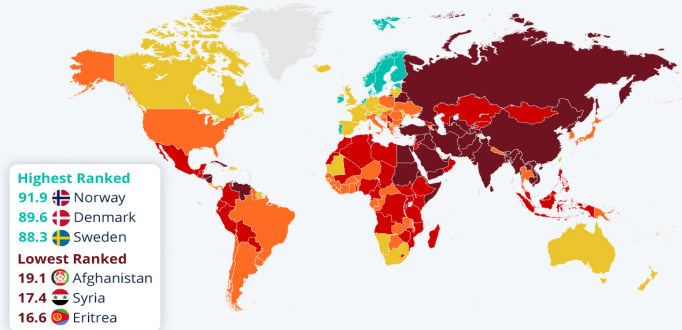 Highest Ranked
91.9 Norway
89.6 Denmark
88.3 Sweden
Lowest Ranked
19.1 Afghanistan
17.4 Syria
16.6 Eritrea